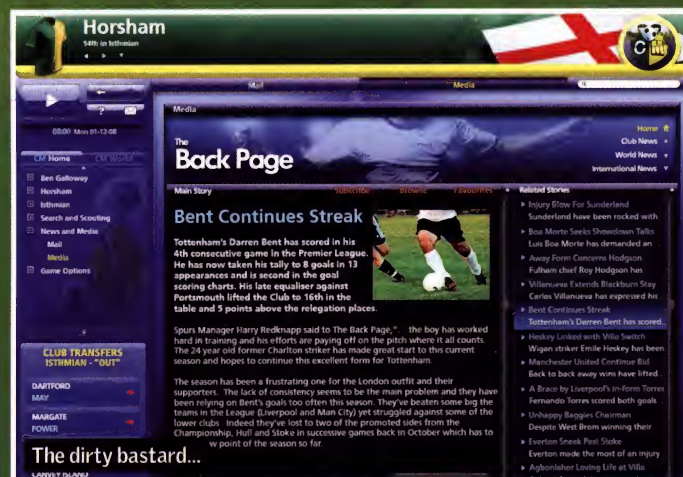 Horsham
14th in Isthmian
Mail
Media
08:00 Mon 01-12-08
CM Home
CM World
Ben Galloway
Horsham
Isthmian
Search and Scouting
News and Media
Mail
Media
Game Options
CLUB TRANSFERS
ISTHMIAN - "OUT"
DARTFORD
MAY
MARGATE
POWER
CANVEY ISLAND
Media
The
Back Page
Home
Club News
World News
International News
Main Story
Subscribe
Browse
Favourites
Bent Continues Streak
Tottenham's Darren Bent has scored in his
4th consecutive game in the Premier League.
He has now taken his tally to 8 goals in 13
appearances and is second in the goal
scoring charts. His late equaliser against
Portsmouth lifted the Club to 16th in the
table and 5 points above the relegation places.
Spurs Manager Harry Redknapp said to The Back Page,". the boy has worked
hard in training and his efforts are paying off on the pitch where it all counts.
The 24 year old former Charlton striker has made great start to this current
season and hopes to continue this excellent form for Tottenham.
The season has been a frustrating one for the London outfit and their
supporters. The lack of consistency seems to be the main problem and they have
been relying on Bent's goals too often this season. They've beaten some big the
teams in the League (Liverpool and Man City) yet struggled against some of the
lower clubs Indeed they've lost to two of the promoted sides from the
Championship, Hull and Stoke in successive games back in October which has to
w point of the season so far.
Related Stories
Injury Blow For Sunderland
Sunderland have been rocked with
Boa Morte Seeks Showdown Talks
Luis Boa Morte has demanded an
Away Form Concerns Hodgson
Fulham chief Roy Hodgson has
Villanueva Extends Blackburn Stay
Carlos Villanueva has expressed his
Bent Continues Streak
Tottenham's Darren Bent has scored..
Heskey Linked with Villa Switch
Wigan striker Emile Heskey has been
Manchester United Continue Bid
Back to back away wins have lifted..
A Brace by Liverpool's in-form Torres
Fernando Torres scored both goals
Unhappy Baggies Chairman
Despite West Brom winning their
Everton Sneek Past Stoke
Everton made the most of an injury
Agbonlahor Loving Life at Villa
The dirty bastard...